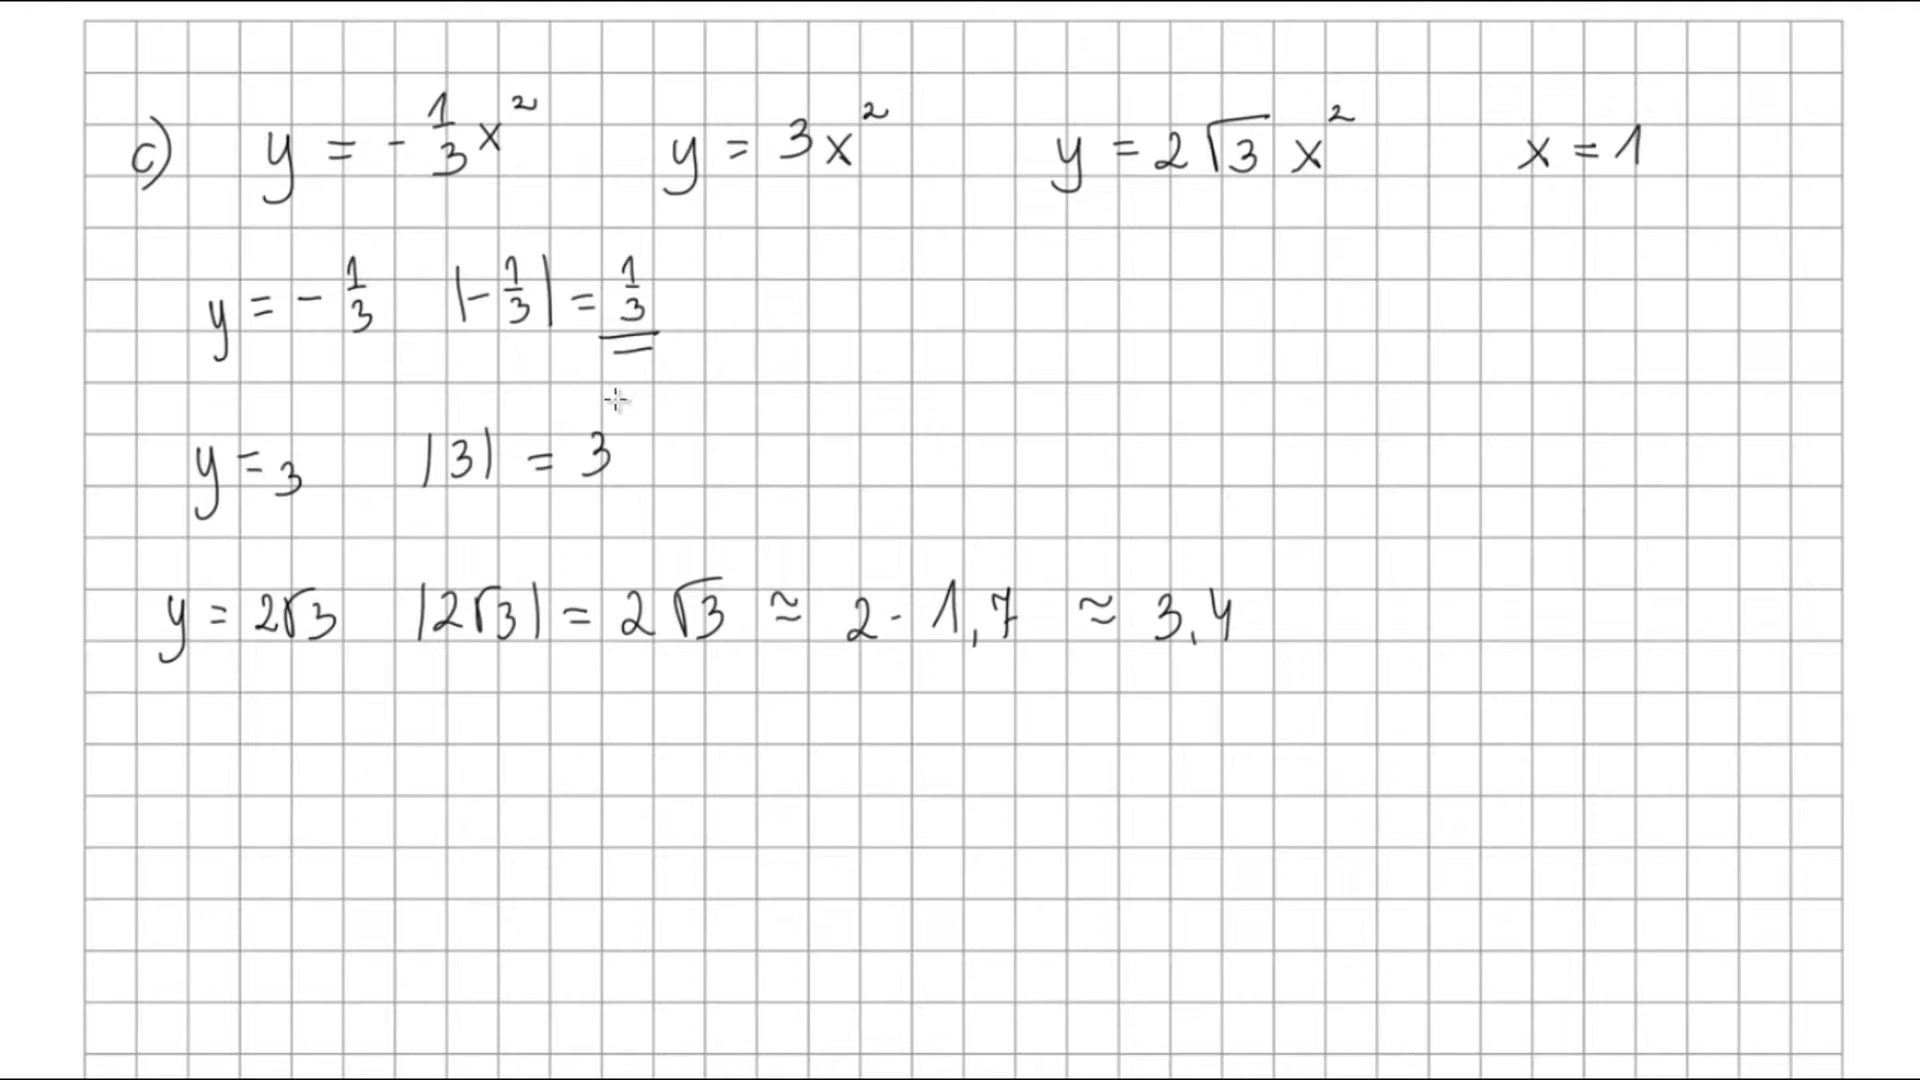 c) y = -1/3 x² y = 3x² y = 2√3 x² x = 1
y = -1/3 |-1/3| = 1/3
y = 3 |3| = 3
y = 2√3 |2√3| = 2√3 ≈ 2 · 1,7 ≈ 3,4